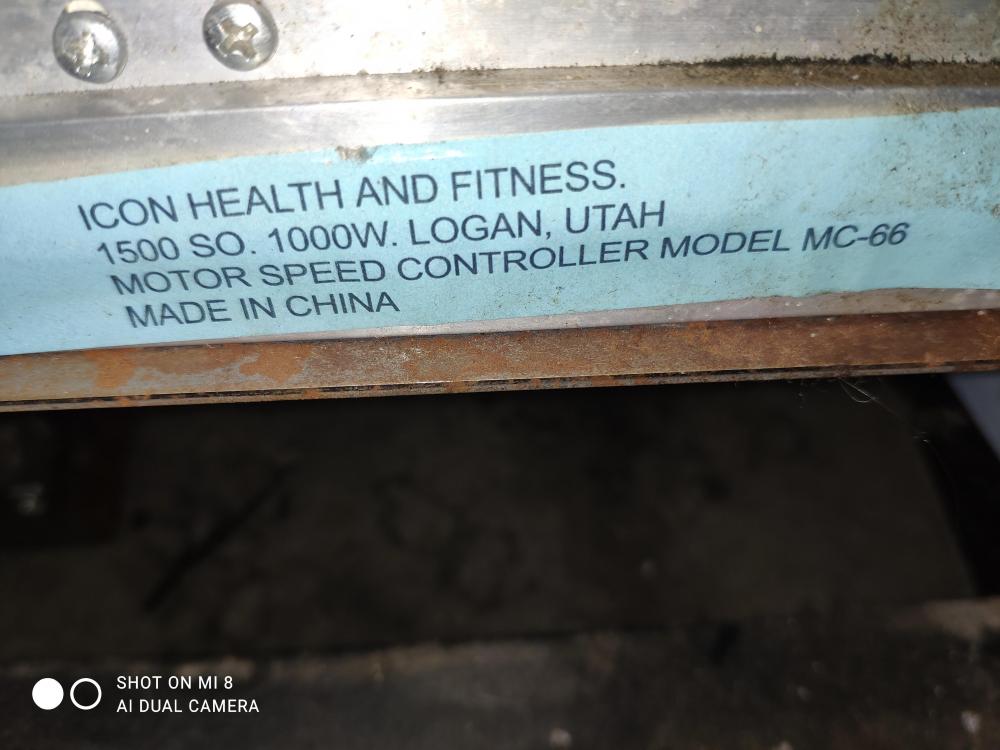 ICON HEALTH AND FITNESS.
1500 SO. 1000W. LOGAN, UTAH
MOTOR SPEED CONTROLLER MODEL MC-66
MADE IN CHINA
SHOT ON MI 8
AI DUAL CAMERA